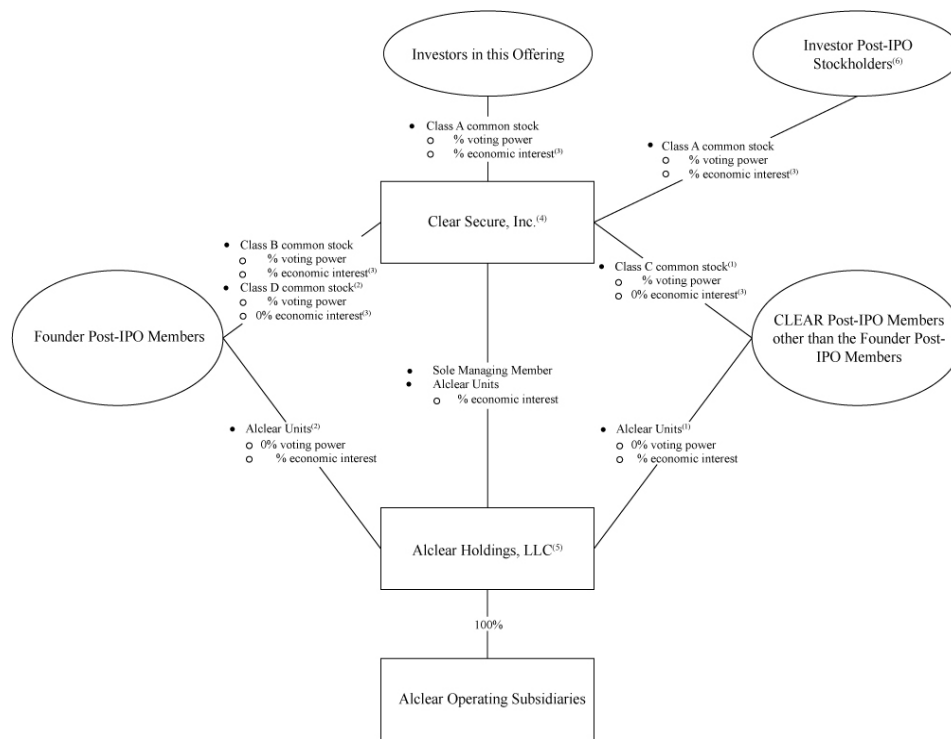 Investors in this Offering
Investor Post-IPO
Stockholders(6)
• Class A common stock
o % voting power
o % economic interest(3)
• Class A common stock
o % voting power
o % economic interest(3)
Clear Secure, Inc.(4)
• Class B common stock
o % voting power
o % economic interest(3)
• Class D common stock(2)
o % voting power
o 0% economic interest(3)
• Class C common stock(1)
o % voting power
o 0% economic interest(3)
Founder Post-IPO Members
CLEAR Post-IPO Members
other than the Founder Post-
IPO Members
• Sole Managing Member
• Alclear Units
o % economic interest
• Alclear Units(2)
o 0% voting power
o % economic interest
• Alclear Units(1)
o 0% voting power
o % economic interest
Alclear Holdings, LLC(5)
100%
Alclear Operating Subsidiaries